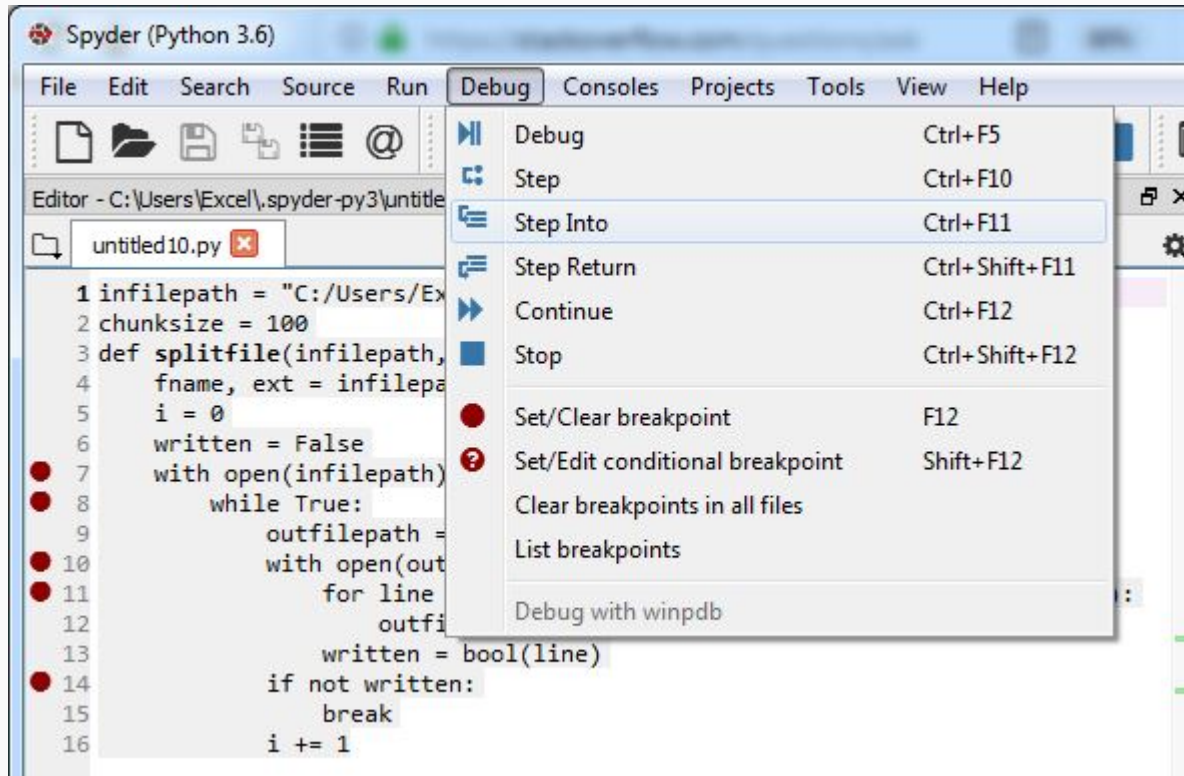 Spyder (Python 3.6)
File Edit Search Source Run Debug Consoles Projects Tools View Help
Debug Ctrl+F5
Step Ctrl+F10
Editor - C:\Users\Excel\.spyder-py3\untitle
Step Into Ctrl+F11
untitled10.py
Step Return Ctrl+Shift+F11
Continue Ctrl+F12
Stop Ctrl+Shift+F12
Set/Clear breakpoint F12
Set/Edit conditional breakpoint Shift+F12
Clear breakpoints in all files
List breakpoints
Debug with winpdb
1 infilepath = "C:/Users/Ex
2 chunksize = 100
3 def splitfile(infilepath,
4     fname, ext = infilepa
5     i = 0
6     written = False
7     with open(infilepath)
8         while True:
9             outfilepath =
10             with open(out
11                 for line :
12                     outfi
13                 written = bool(line)
14             if not written:
15                 break
16             i += 1